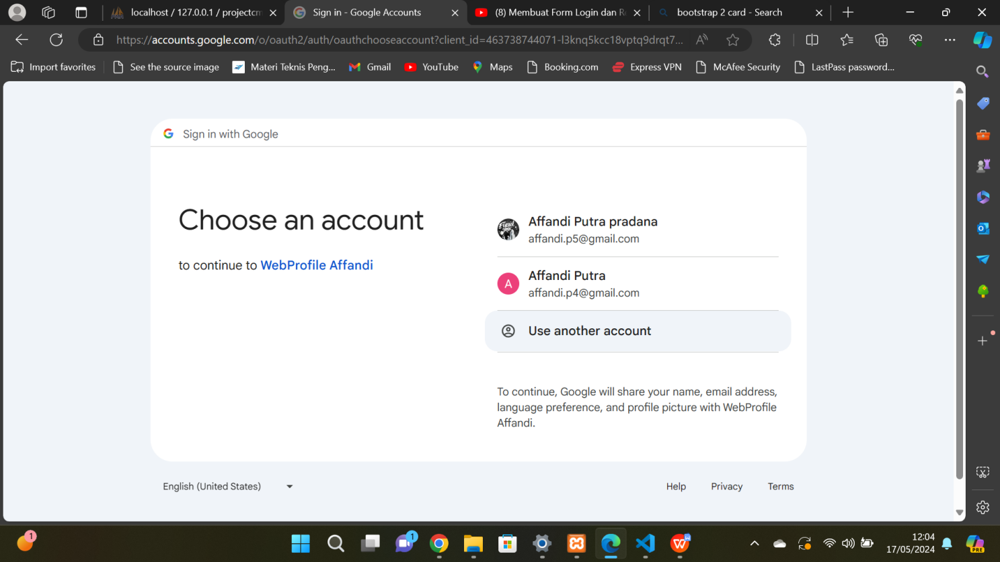 localhost / 127.0.0.1 / projectcm
Sign in - Google Accounts
(8) Membuat Form Login dan Re
bootstrap 2 card - Search
https://accounts.google.com/o/oauth2/auth/oauthchooseaccount?client_id=463738744071-l3knq5kcc18vptq9drqt7...
Import favorites
See the source image
Materi Teknis Peng...
Gmail
YouTube
Maps
Booking.com
Express VPN
McAfee Security
LastPass password...
Sign in with Google
Choose an account
to continue to WebProfile Affandi
Affandi Putra pradana
affandi.p5@gmail.com
A
Affandi Putra
affandi.p4@gmail.com
Use another account
To continue, Google will share your name, email address,
language preference, and profile picture with WebProfile
Affandi.
English (United States)
Help
Privacy
Terms
1
1
W
12:04
17/05/2024
PRE